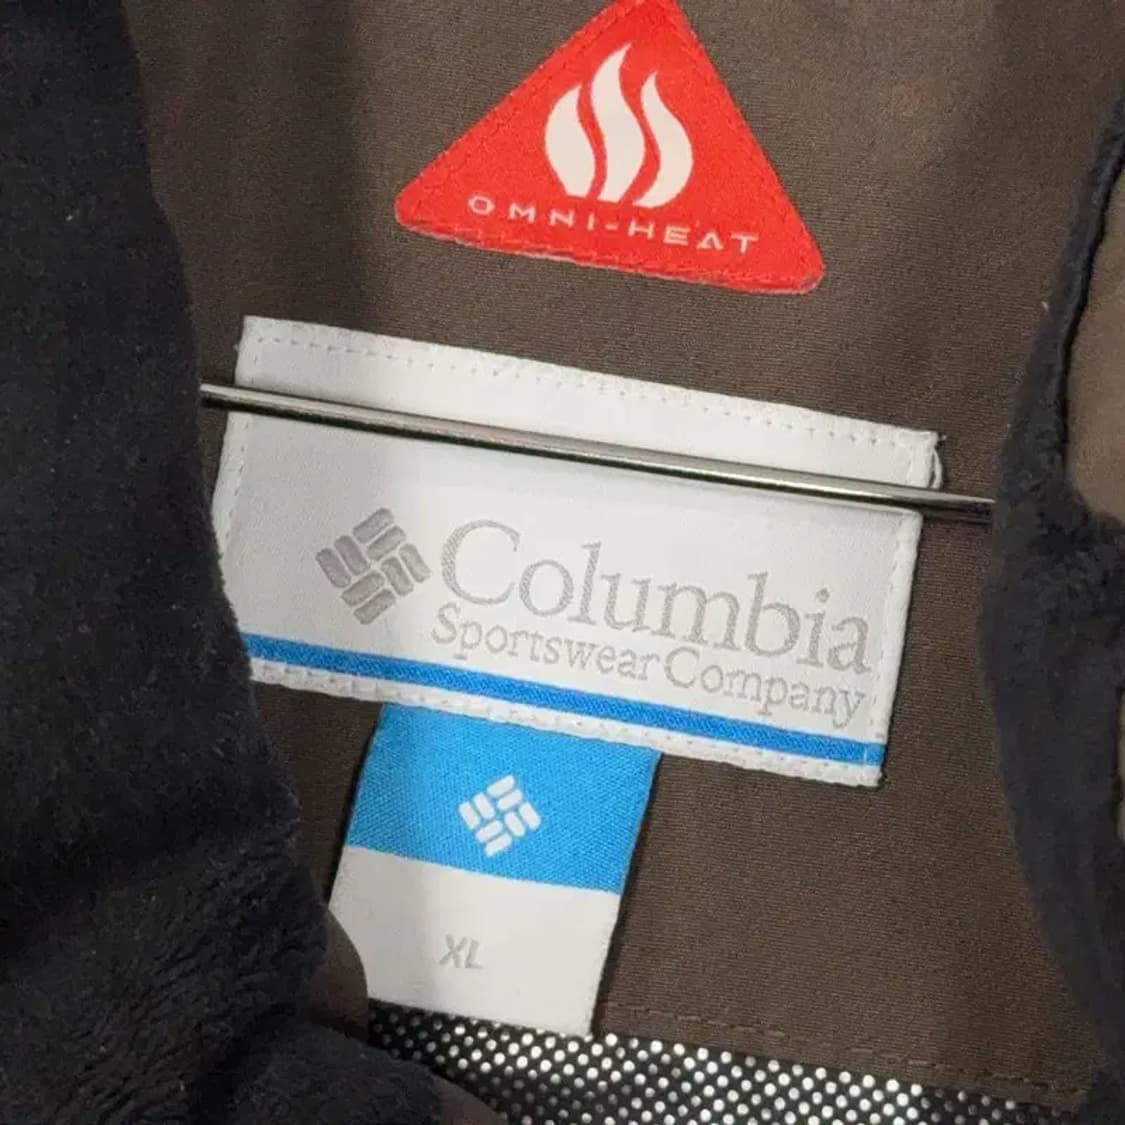 OMNI-HEAT
Columbia
Sportswear Company
XL